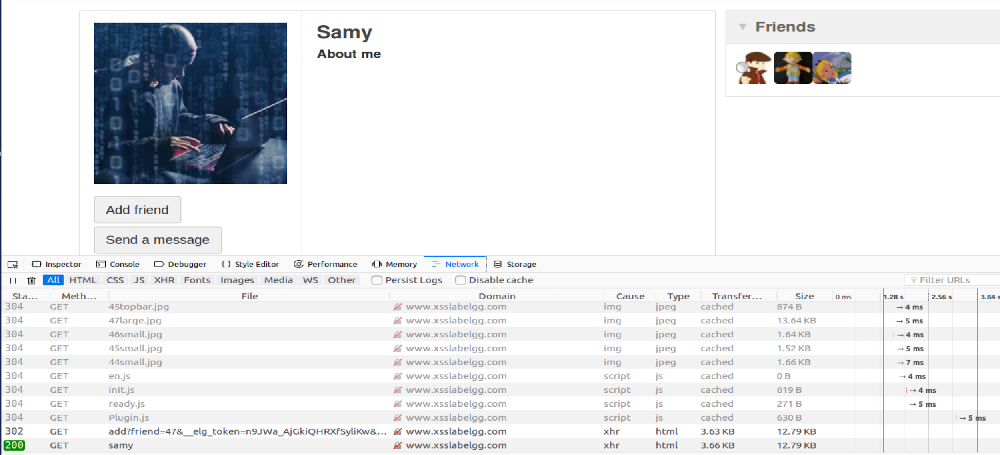 Samy
About me
Friends
Add friend
Send a message
Inspector Console Debugger { } Style Editor Performance Memory Network Storage
All HTML CSS JS XHR Fonts Images Media WS Other Persist Logs Disable cache Filter URLs
Sta… Meth… File Domain Cause Type Transfer… Size 0 ms 1.28 s 2.56 s 3.84 s
304 GET 45topbar.jpg www.xsslabelgg.com img jpeg cached 874 B → 4 ms
304 GET 47large.jpg www.xsslabelgg.com img jpeg cached 13.64 KB → 5 ms
304 GET 46small.jpg www.xsslabelgg.com img jpeg cached 1.64 KB → 4 ms
304 GET 45small.jpg www.xsslabelgg.com img jpeg cached 1.52 KB → 5 ms
304 GET 44small.jpg www.xsslabelgg.com img jpeg cached 1.66 KB → 7 ms
304 GET en.js www.xsslabelgg.com script js cached 0 B → 4 ms
304 GET init.js www.xsslabelgg.com script js cached 619 B → 4 ms
304 GET ready.js www.xsslabelgg.com script js cached 271 B → 5 ms
304 GET Plugin.js www.xsslabelgg.com script js cached 630 B → 5 ms
302 GET add?friend=47&__elg_token=n9JWa_AjGkiQHRXfSyliKw&… www.xsslabelgg.com xhr html 3.63 KB 12.79 KB
200 GET samy www.xsslabelgg.com xhr html 3.66 KB 12.79 KB